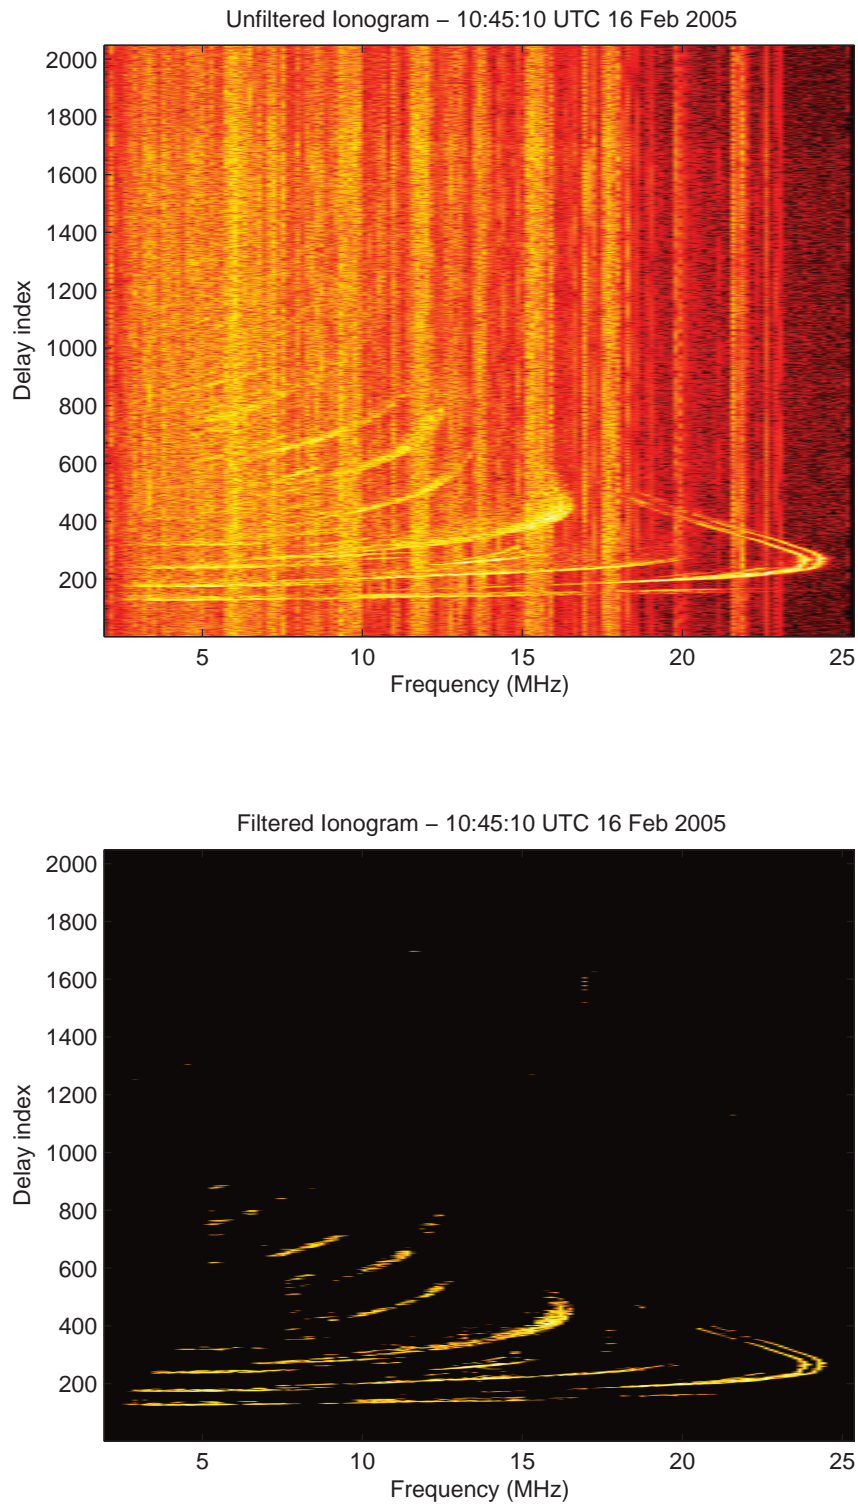 Unfiltered Ionogram – 10:45:10 UTC 16 Feb 2005
2000
1800
1600
1400
1200
1000
800
600
400
200
Delay index
5 10 15 20 25
Frequency (MHz)
Filtered Ionogram – 10:45:10 UTC 16 Feb 2005
2000
1800
1600
1400
1200
1000
800
600
400
200
Delay index
5 10 15 20 25
Frequency (MHz)